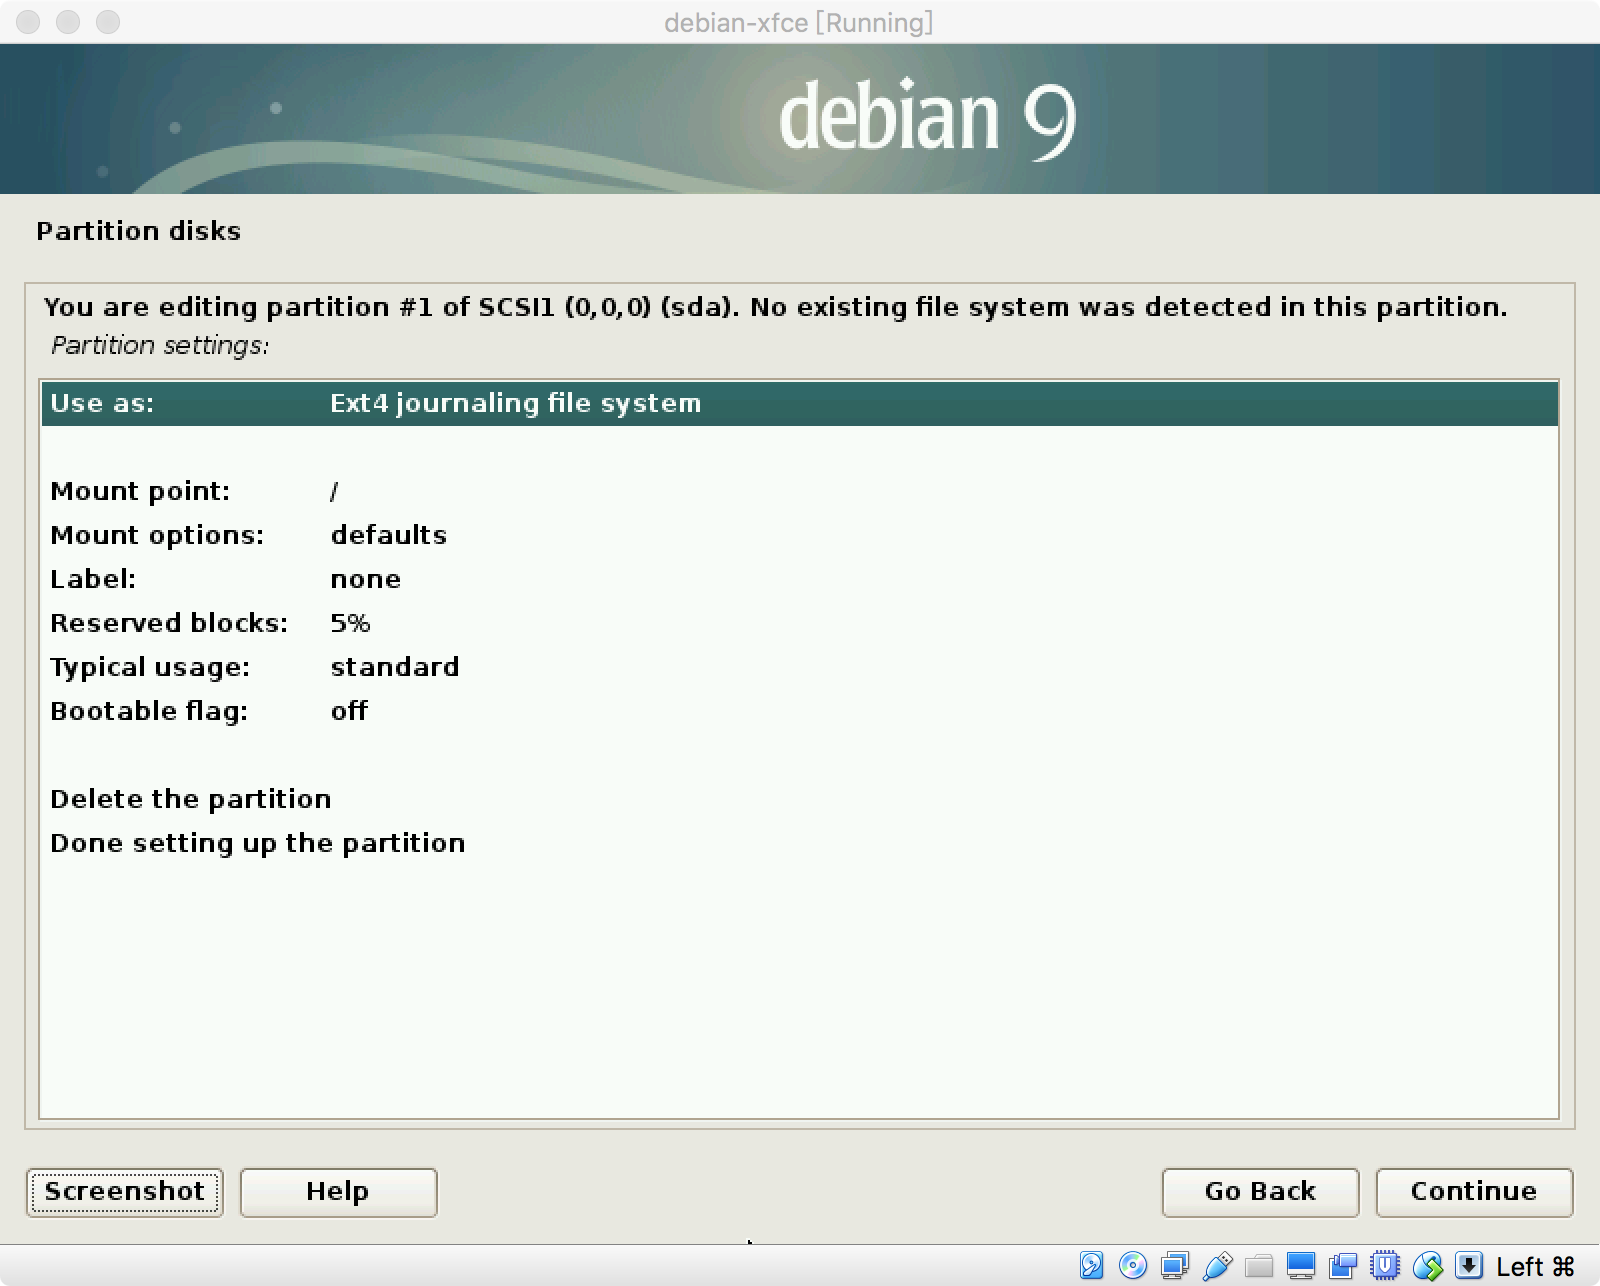 debian-xfce [Running]
debian 9
Partition disks
You are editing partition #1 of SCSI1 (0,0,0) (sda). No existing file system was detected in this partition.
Partition settings:
Use as: Ext4 journaling file system
Mount point: /
Mount options: defaults
Label: none
Reserved blocks: 5%
Typical usage: standard
Bootable flag: off
Delete the partition
Done setting up the partition
Screenshot Help Go Back Continue
Left ⌘